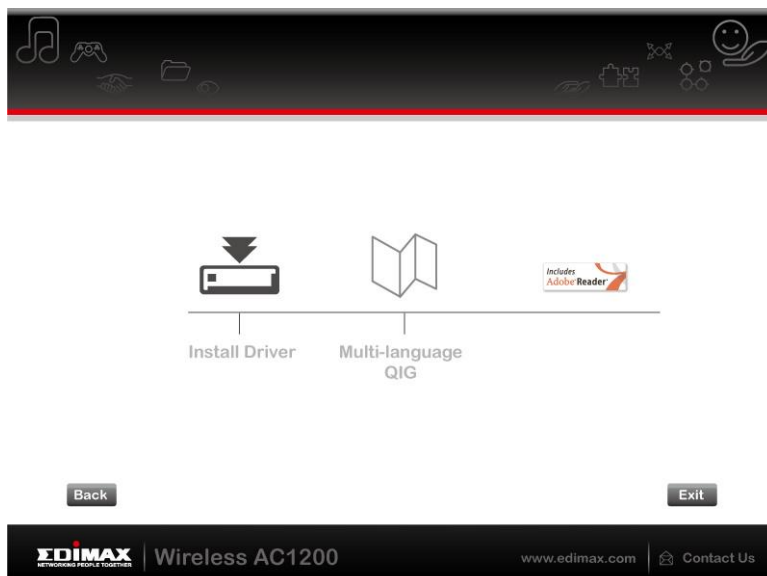 Includes
Adobe Reader
Install Driver
Multi-language
QIG
Back
Exit
EDIMAX
NETWORKING PEOPLE TOGETHER
Wireless AC1200
www.edimax.com
Contact Us